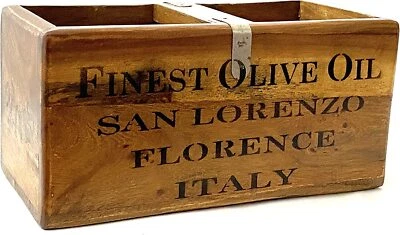 FINEST OLIVE OIL
SAN LORENZO
FLORENCE
ITALY